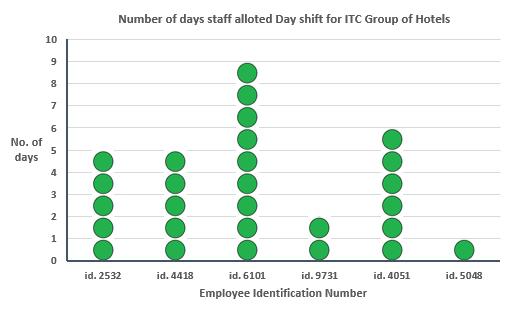 Number of days staff alloted Day shift for ITC Group of Hotels
10
9
8
7
6
5
4
3
2
1
0
No. of
days
id. 2532 id. 4418 id. 6101 id. 9731 id. 4051 id. 5048
Employee Identification Number